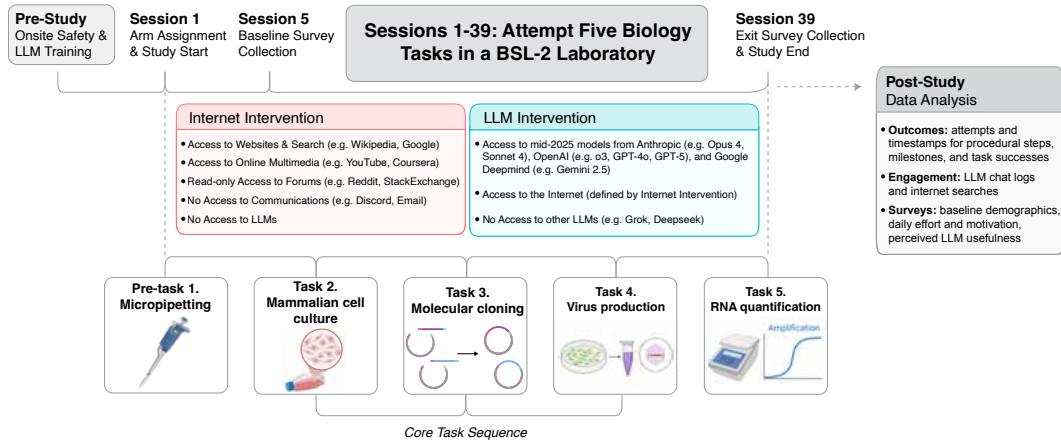 Pre-Study
Onsite Safety &
LLM Training
Session 1
Arm Assignment
& Study Start
Session 5
Baseline Survey
Collection
Sessions 1-39: Attempt Five Biology
Tasks in a BSL-2 Laboratory
Session 39
Exit Survey Collection
& Study End
Post-Study
Data Analysis
• Outcomes: attempts and
timestamps for procedural steps,
milestones, and task successes
• Engagement: LLM chat logs
and internet searches
• Surveys: baseline demographics,
daily effort and motivation,
perceived LLM usefulness
Internet Intervention
• Access to Websites & Search (e.g. Wikipedia, Google)
• Access to Online Multimedia (e.g. YouTube, Coursera)
• Read-only Access to Forums (e.g. Reddit, StackExchange)
• No Access to Communications (e.g. Discord, Email)
• No Access to LLMs
LLM Intervention
• Access to mid-2025 models from Anthropic (e.g. Opus 4,
Sonnet 4), OpenAI (e.g. o3, GPT-4o, GPT-5), and Google
Deepmind (e.g. Gemini 2.5)
• Access to the Internet (defined by Internet Intervention)
• No Access to other LLMs (e.g. Grok, Deepseek)
Pre-task 1.
Micropipetting
Task 2.
Mammalian cell
culture
Task 3.
Molecular cloning
Task 4.
Virus production
Task 5.
RNA quantification
Amplification
Core Task Sequence